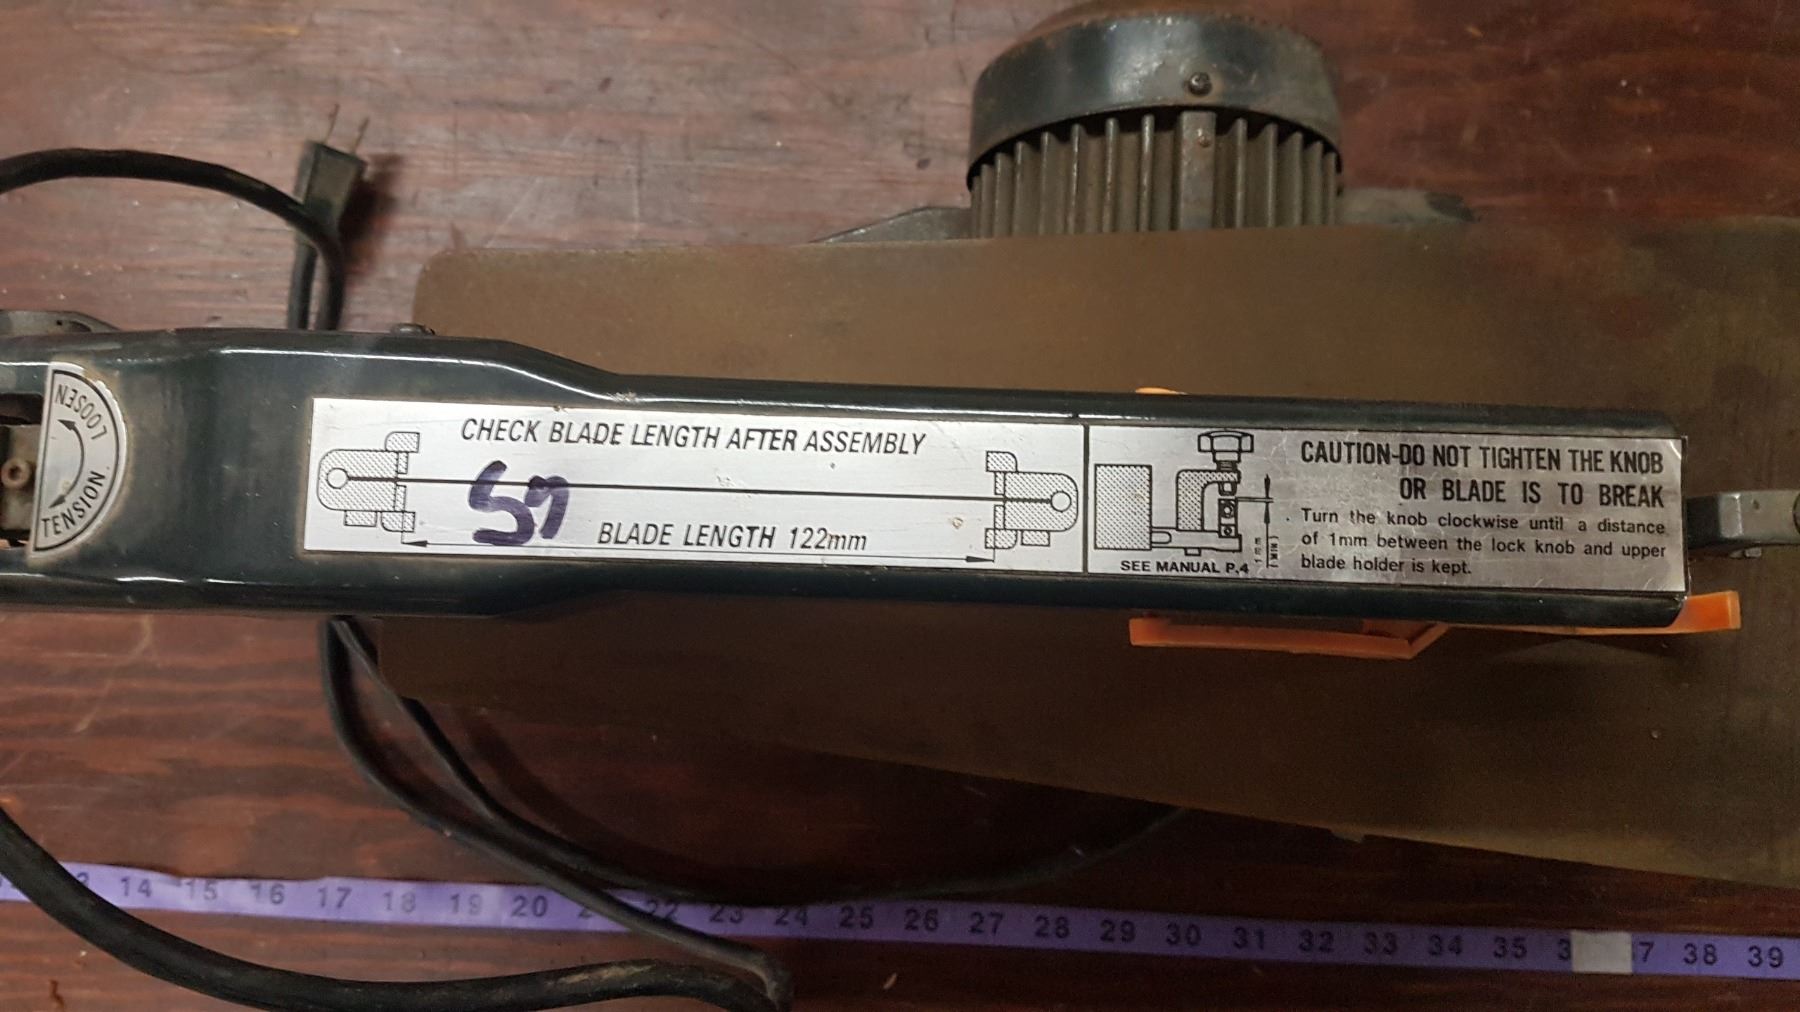 LOOSEN
TENSION
CHECK BLADE LENGTH AFTER ASSEMBLY
BLADE LENGTH 122mm
SEE MANUAL P.4
CAUTION-DO NOT TIGHTEN THE KNOB
OR BLADE IS TO BREAK
Turn the knob clockwise until a distance
of 1mm between the lock knob and upper
blade holder is kept.
14 15 16 17 18 19 20 22 23 24 25 26 27 28 29 30 31 32 33 34 35 38 39